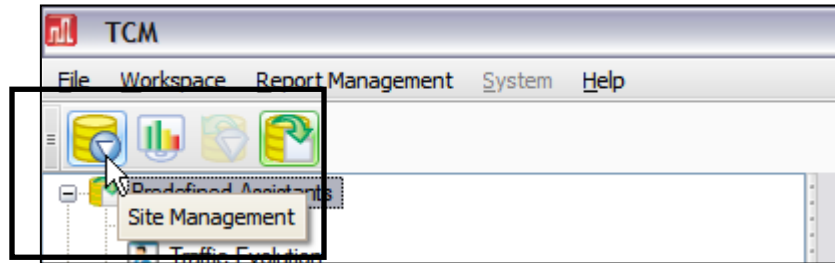 TCM
File Workspace Report Management System Help
Predefined Assistants
Site Management
Traffic Evolution